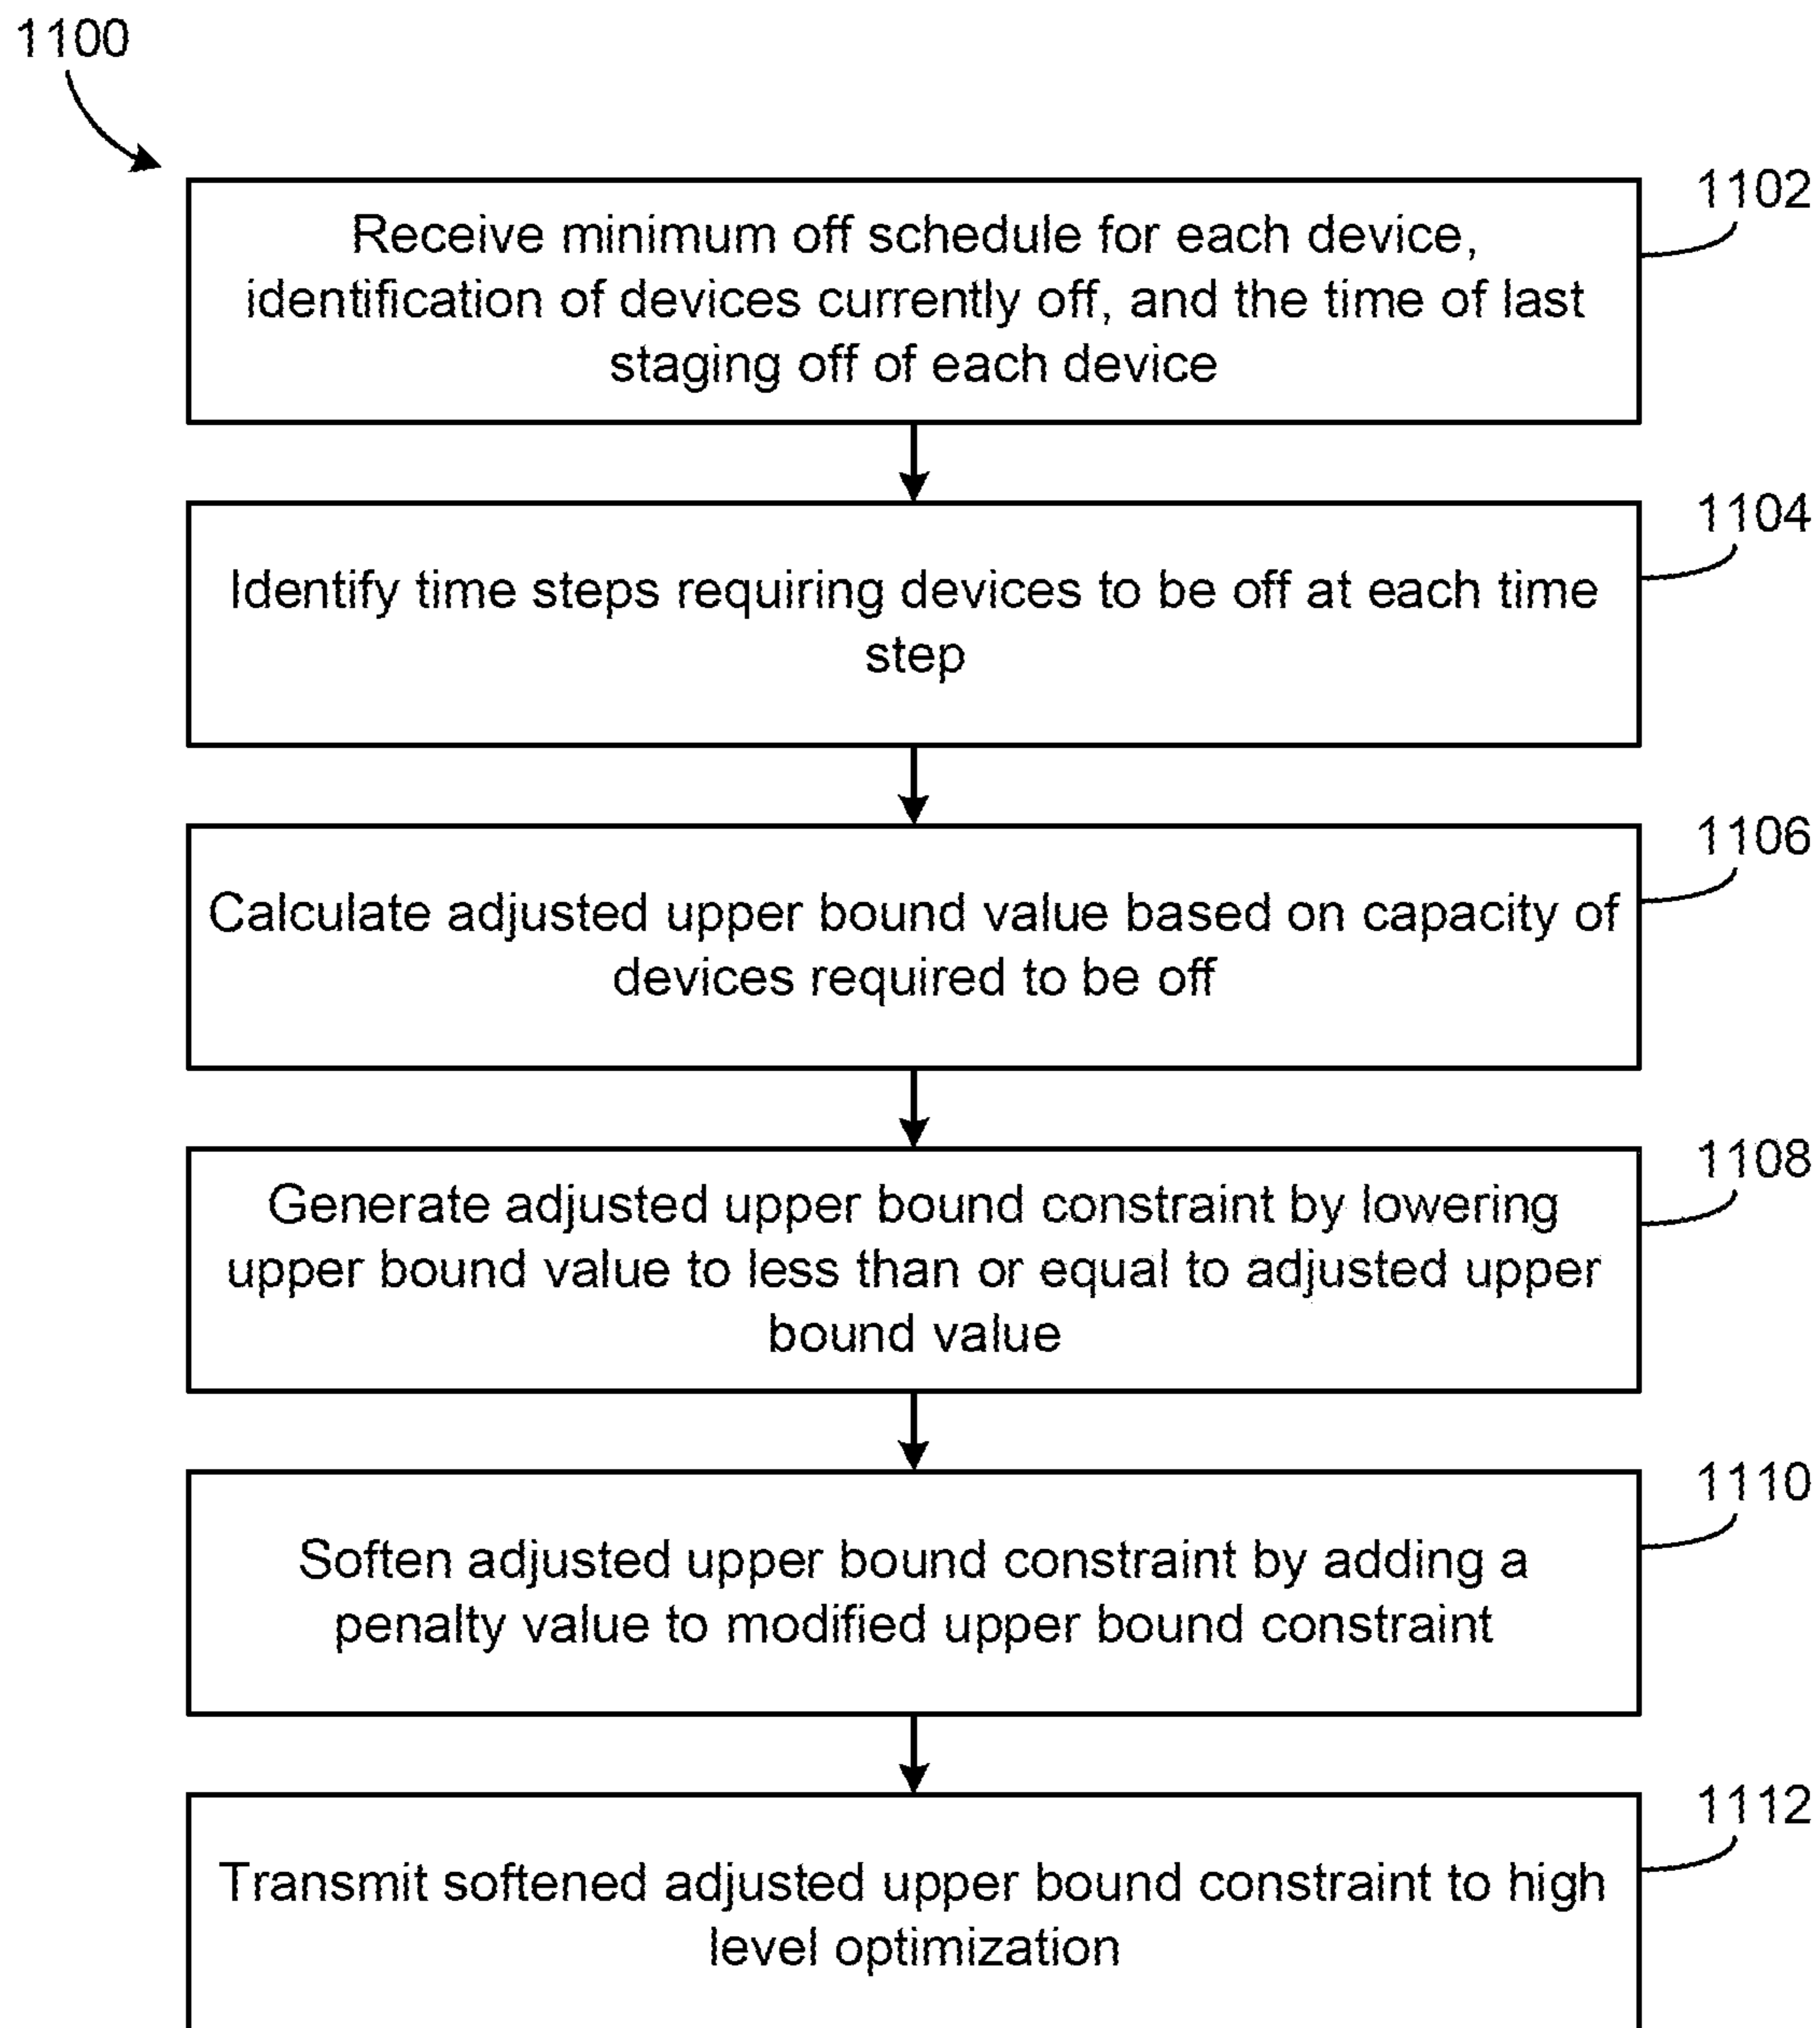 1100
1102
Receive minimum off schedule for each device,
identification of devices currently off, and the time of last
staging off of each device
1104
Identify time steps requiring devices to be off at each time
step
1106
Calculate adjusted upper bound value based on capacity of
devices required to be off
1108
Generate adjusted upper bound constraint by lowering
upper bound value to less than or equal to adjusted upper
bound value
1110
Soften adjusted upper bound constraint by adding a
penalty value to modified upper bound constraint
1112
Transmit softened adjusted upper bound constraint to high
level optimization